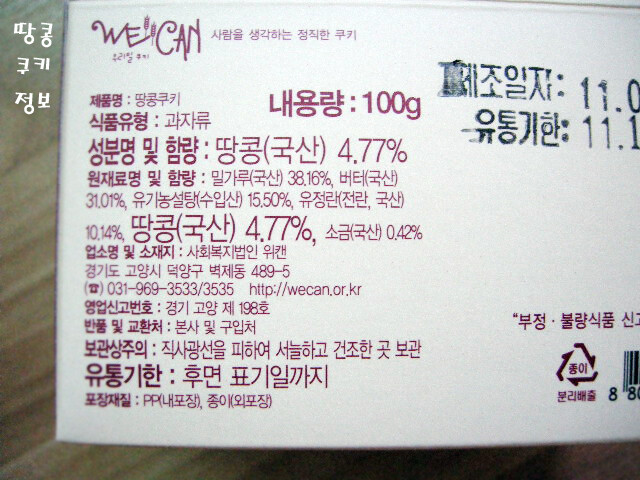 땅콩
쿠키
정보
WE CAN
우리밀 쿠키
사람을 생각하는 정직한 쿠키
제품명 : 땅콩쿠키
내용량 : 100g
식품유형 : 과자류
성분명 및 함량 : 땅콩(국산) 4.77%
원재료명 및 함량 : 밀가루(국산) 38.16%, 버터(국산)
31.01%, 유기농설탕(수입산) 15.50%, 유정란(전란, 국산)
10.14%, 땅콩(국산) 4.77%, 소금(국산) 0.42%
업소명 및 소재지 : 사회복지법인 위캔
경기도 고양시 덕양구 벽제동 489-5
(☎) 031-969-3533/3535 http://wecan.or.kr
영업신고번호 : 경기 고양 제 198호
반품 및 교환처 : 본사 및 구입처
보관상주의 : 직사광선을 피하여 서늘하고 건조한 곳 보관
유통기한 : 후면 표기일까지
포장재질 : PP(내포장), 종이(외포장)
제조일자: 11.0
유통기한: 11.1
"부정 · 불량식품 신고
종이
분리배출
8 80